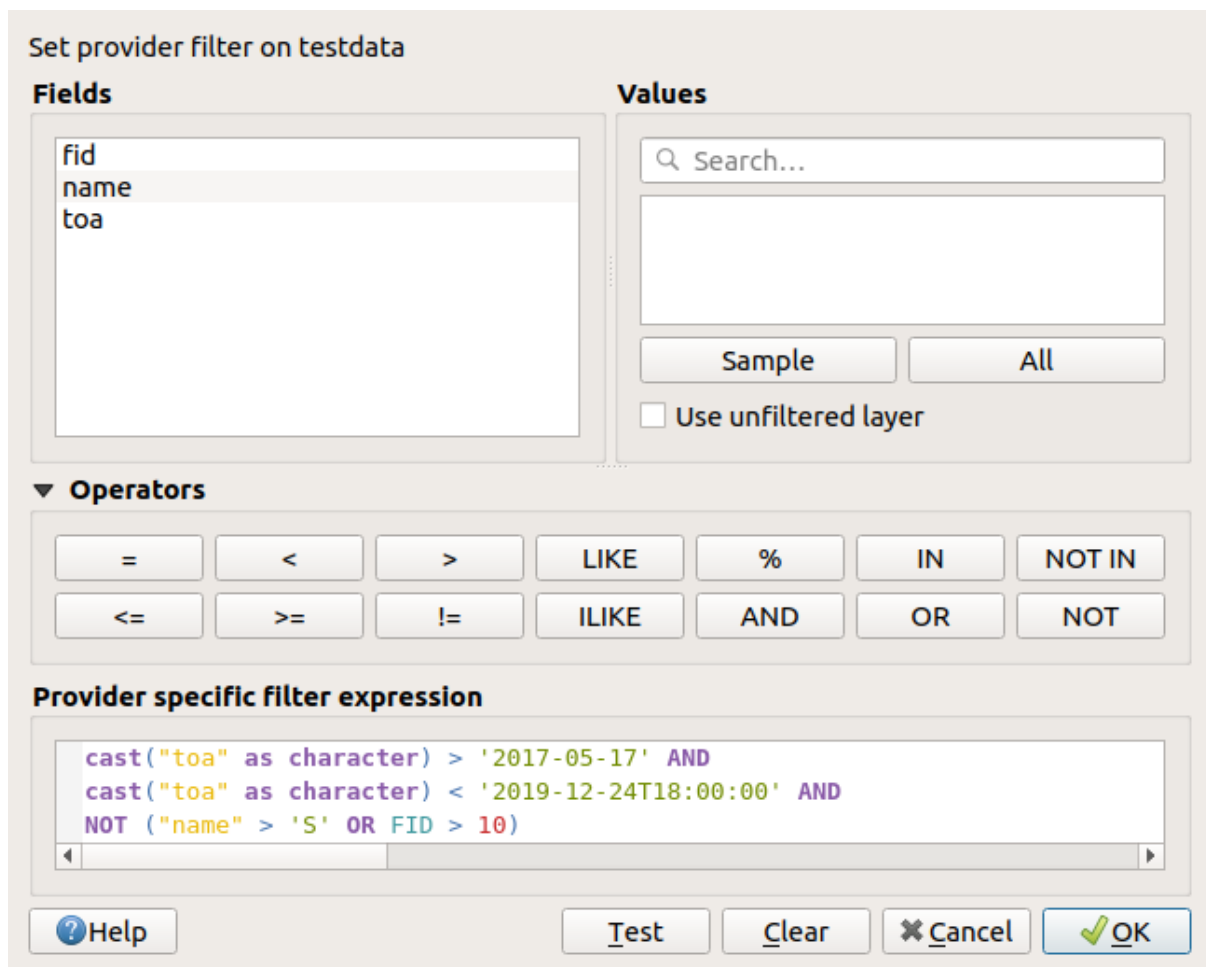 Set provider filter on testdata
Fields
Values
fid
name
toa
Search...
Sample
All
Use unfiltered layer
Operators
= < > LIKE % IN NOT IN
<= >= != ILIKE AND OR NOT
Provider specific filter expression
cast("toa" as character) > '2017-05-17' AND
cast("toa" as character) < '2019-12-24T18:00:00' AND
NOT ("name" > 'S' OR FID > 10)
Help Test Clear Cancel OK